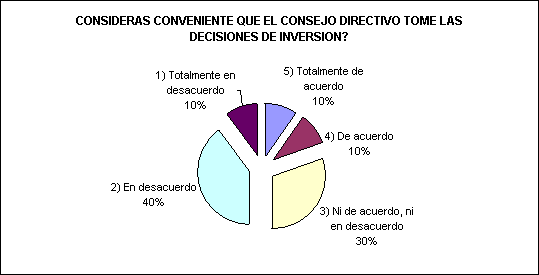 CONSIDERAS CONVENIENTE QUE EL CONSEJO DIRECTIVO TOME LAS
DECISIONES DE INVERSION?
1) Totalmente en
desacuerdo
10%
5) Totalmente de
acuerdo
10%
4) De acuerdo
10%
2) En desacuerdo
40%
3) Ni de acuerdo, ni
en desacuerdo
30%